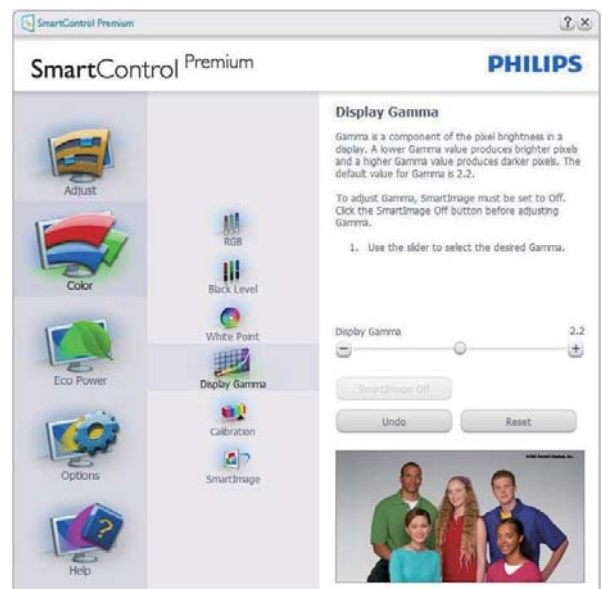 SmartControl Premium
SmartControl Premium
PHILIPS
Adjust
Color
Eco Power
Options
Help
RGB
Black Level
White Point
Display Gamma
Calibration
SmartImage
Display Gamma
Gamma is a component of the pixel brightness in a
display. A lower Gamma value produces brighter pixels
and a higher Gamma value produces darker pixels. The
default value for Gamma is 2.2.
To adjust Gamma, SmartImage must be set to Off.
Click the SmartImage Off button before adjusting
Gamma.
1. Use the slider to select the desired Gamma.
Display Gamma 2.2
SmartImage Off
Undo Reset